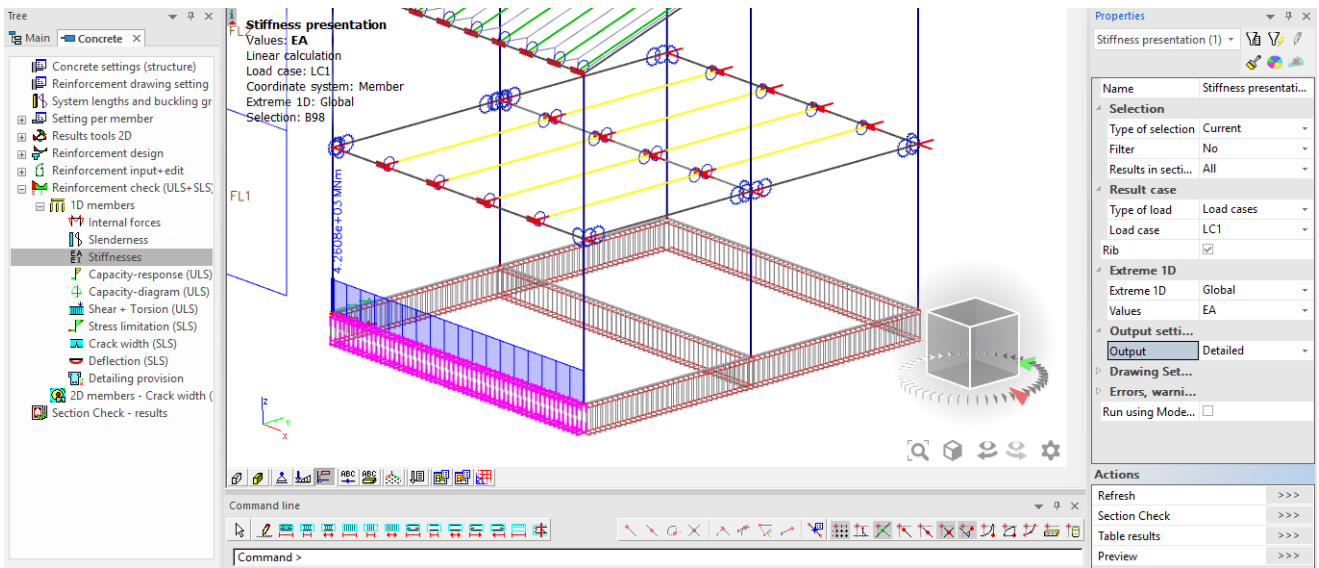 Tree
Main
Concrete
Concrete settings (structure)
Reinforcement drawing setting
System lengths and buckling gr
Setting per member
Results tools 2D
Reinforcement design
Reinforcement input+edit
Reinforcement check (ULS+SLS)
1D members
Internal forces
Slenderness
Stiffnesses
Capacity-response (ULS)
Capacity-diagram (ULS)
Shear + Torsion (ULS)
Stress limitation (SLS)
Crack width (SLS)
Deflection (SLS)
Detailing provision
2D members - Crack width (
Section Check - results
Stiffness presentation
Values: EA
Linear calculation
Load case: LC1
Coordinate system: Member
Extreme 1D: Global
Selection: B98
FL2
FL1
4.2608e+03 MNm
z
y
x
ABC
ABC
Command line
Command >
Properties
Stiffness presentation (1)
Name Stiffness presentati...
Selection
Type of selection Current
Filter No
Results in secti... All
Result case
Type of load Load cases
Load case LC1
Rib
Extreme 1D
Extreme 1D Global
Values EA
Output setti...
Output Detailed
Drawing Set...
Errors, warni...
Run using Mode...
Actions
Refresh >>>
Section Check >>>
Table results >>>
Preview >>>